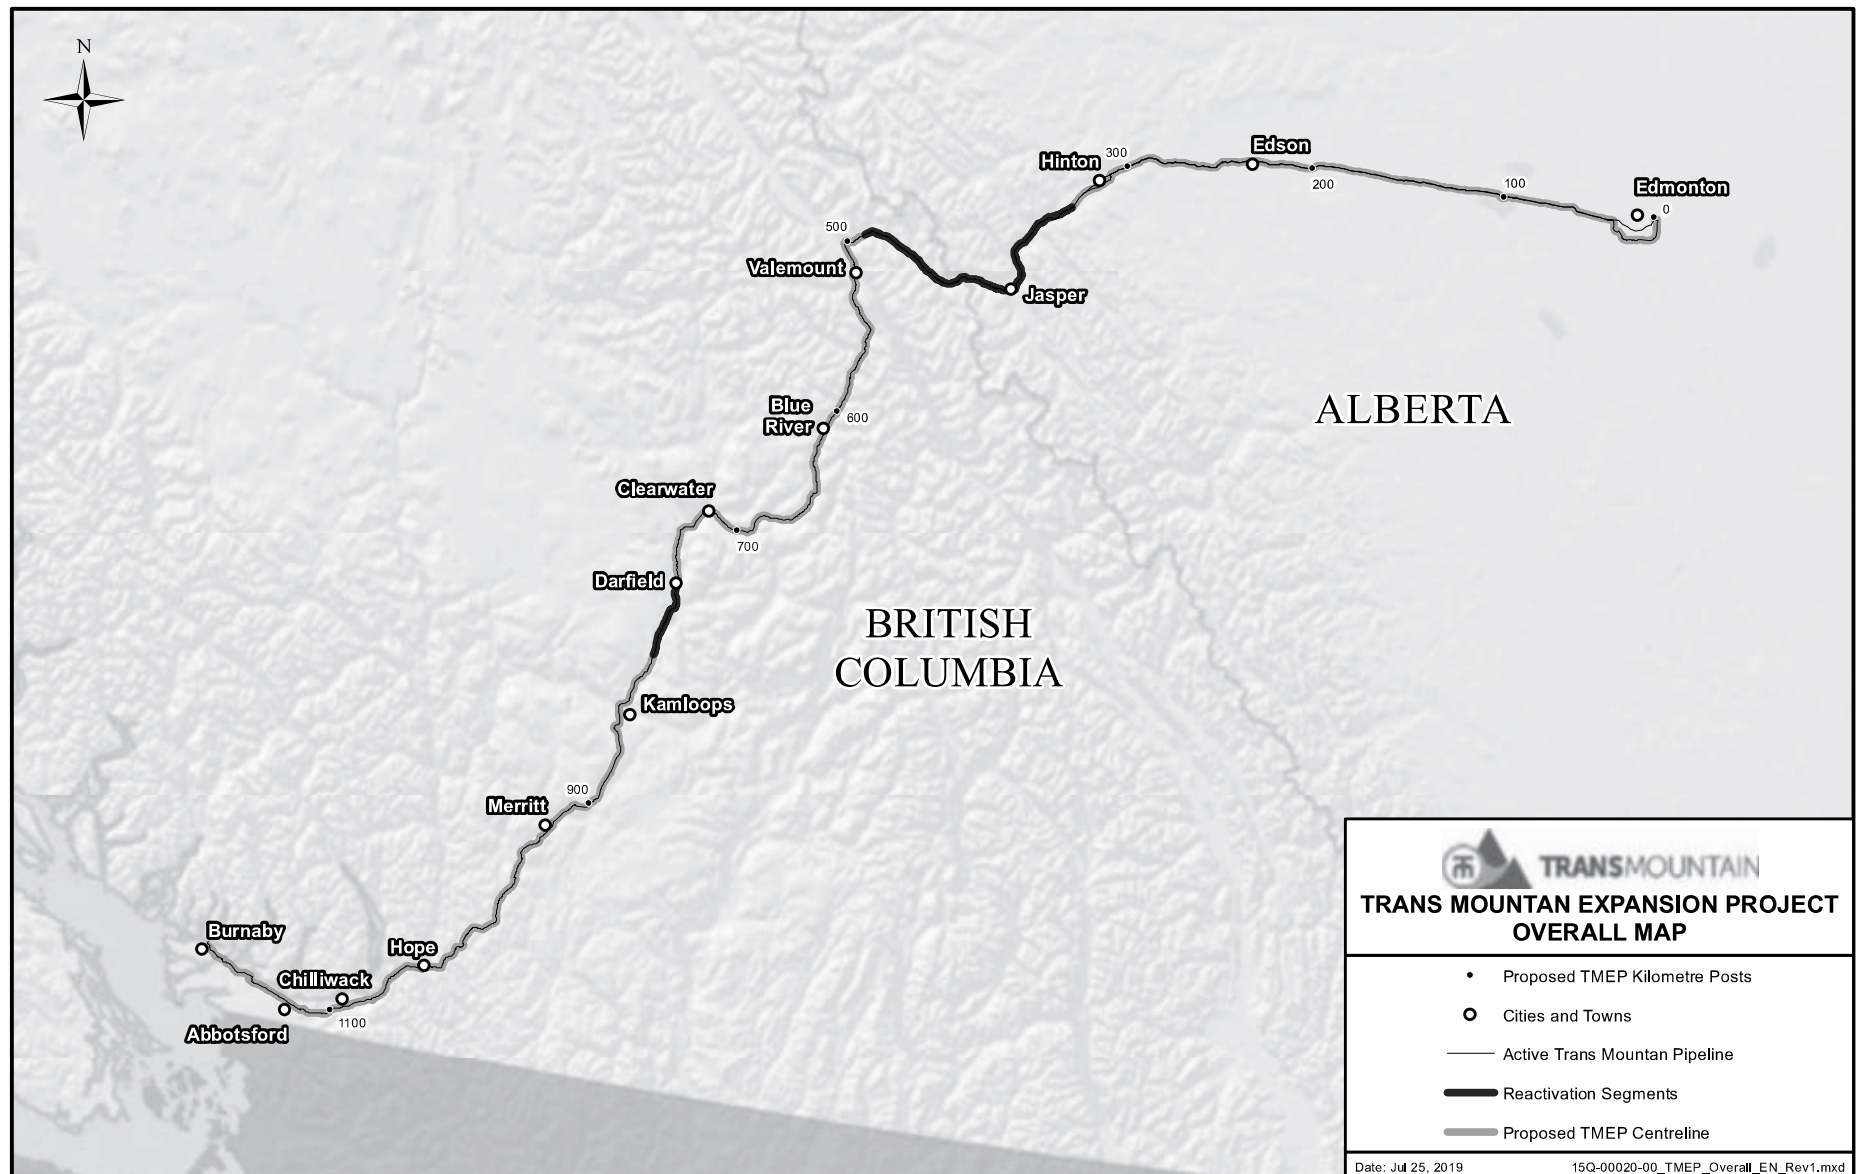 N
Edson
Hinton
300
200
100
Edmonton
0
500
Valemount
Jasper
Blue
River
600
ALBERTA
Clearwater
700
Darfield
BRITISH
COLUMBIA
Kamloops
900
Merritt
Burnaby
Hope
Chilliwack
1100
Abbotsford
TRANSMOUNTAIN
TRANS MOUNTAN EXPANSION PROJECT
OVERALL MAP
Proposed TMEP Kilometre Posts
Cities and Towns
Active Trans Mountan Pipeline
Reactivation Segments
Proposed TMEP Centreline
Date: Jul 25, 2019 15Q-00020-00_TMEP_Overall_EN_Rev1.mxd